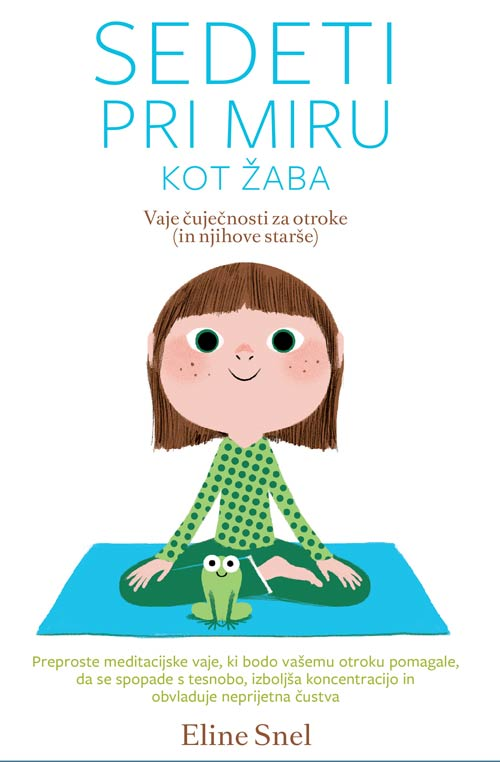 SEDETI
PRI MIRU
KOT ŽABA
Vaje čuječnosti za otroke
(in njihove starše)
Preproste meditacijske vaje, ki bodo vašemu otroku pomagale,
da se spopade s tesnobo, izboljša koncentracijo in
obvladuje neprijetna čustva
Eline Snel